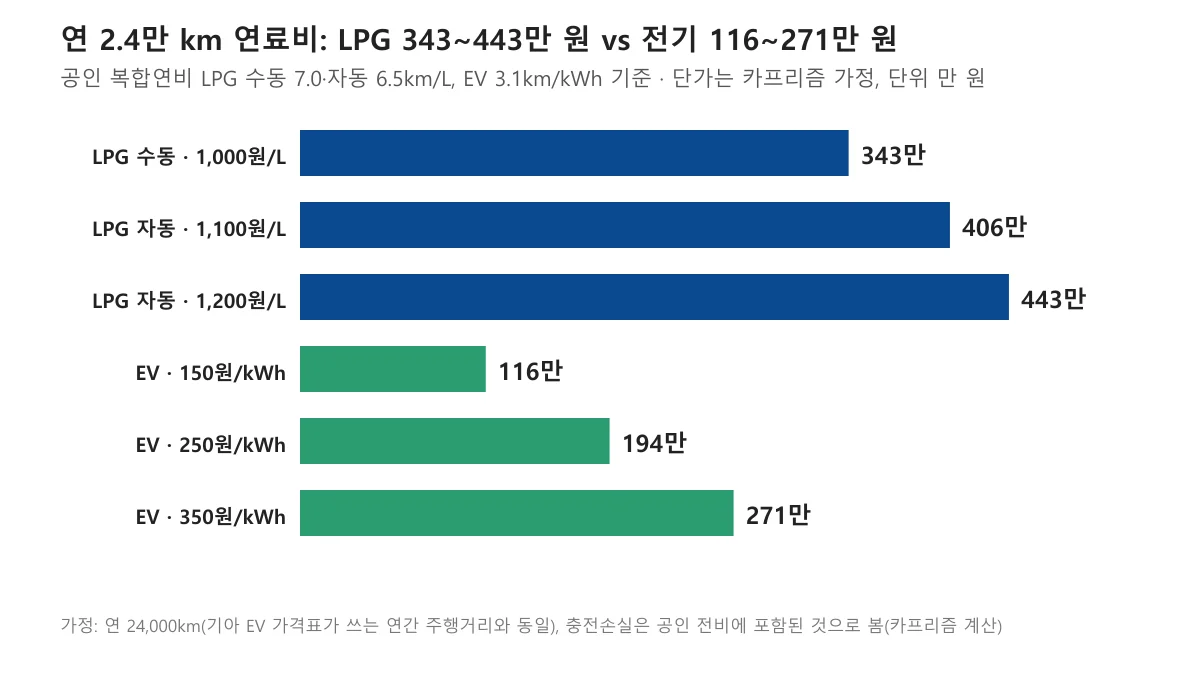 연 2.4만 km 연료비: LPG 343~443만 원 vs 전기 116~271만 원
공인 복합연비 LPG 수동 7.0·자동 6.5km/L, EV 3.1km/kWh 기준 · 단가는 카프리즘 가정, 단위 만 원
LPG 수동 · 1,000원/L 343만
LPG 자동 · 1,100원/L 406만
LPG 자동 · 1,200원/L 443만
EV · 150원/kWh 116만
EV · 250원/kWh 194만
EV · 350원/kWh 271만
가정: 연 24,000km(기아 EV 가격표가 쓰는 연간 주행거리와 동일), 충전손실은 공인 전비에 포함된 것으로 봄(카프리즘 계산)